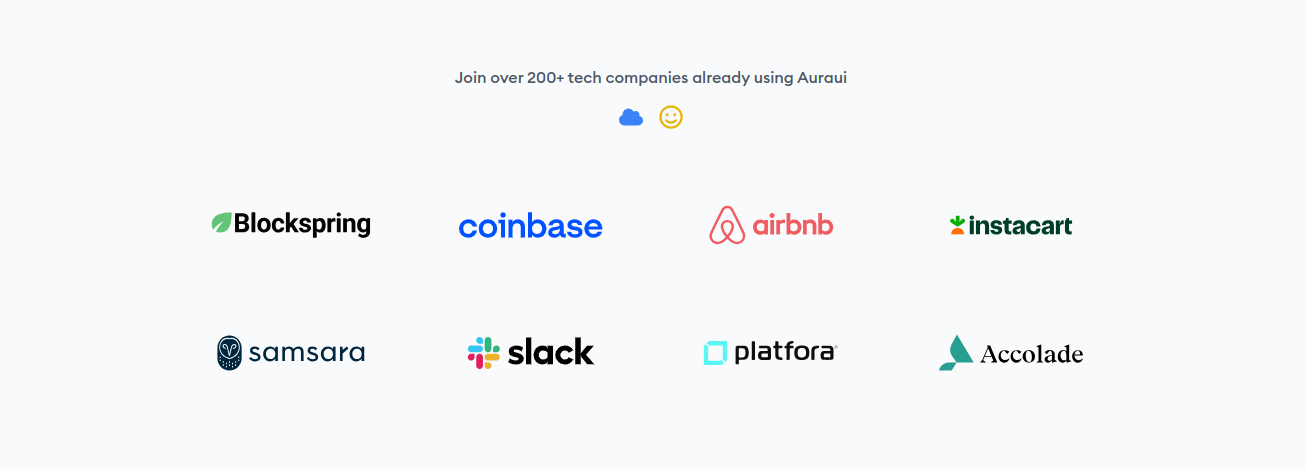 Join over 200+ tech companies already using Auraui
Blockspring coinbase airbnb instacart
samsara slack platfora Accolade